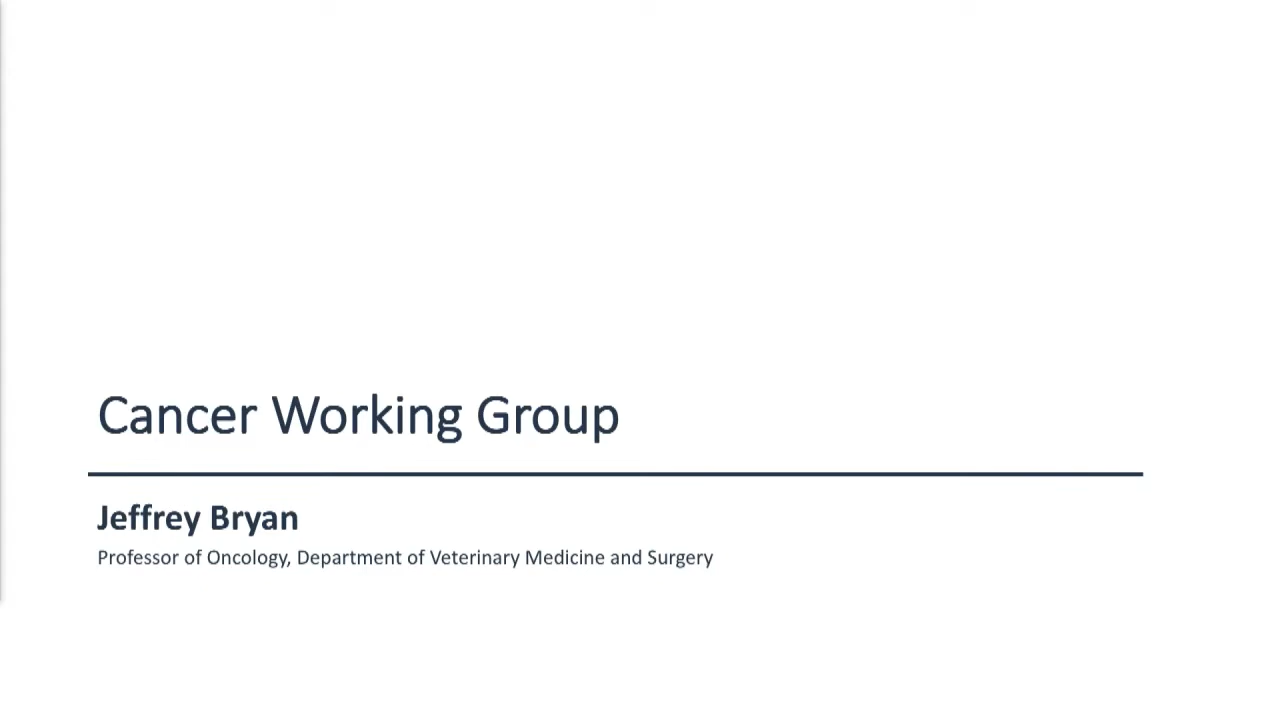 Cancer Working Group
Jeffrey Bryan
Professor of Oncology, Department of Veterinary Medicine and Surgery